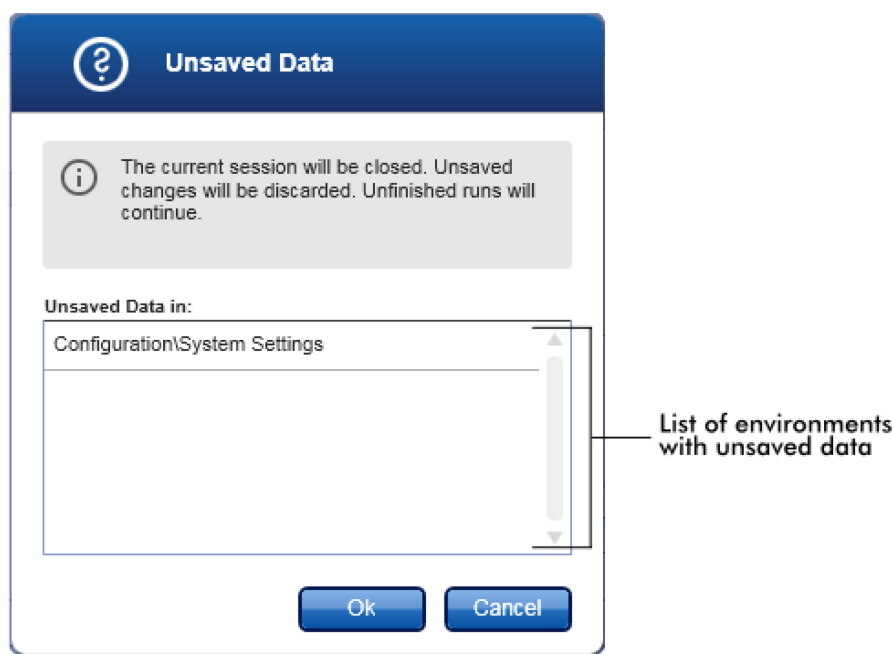 Unsaved Data
The current session will be closed. Unsaved
changes will be discarded. Unfinished runs will
continue.
Unsaved Data in:
Configuration\System Settings
List of environments
with unsaved data
Ok
Cancel